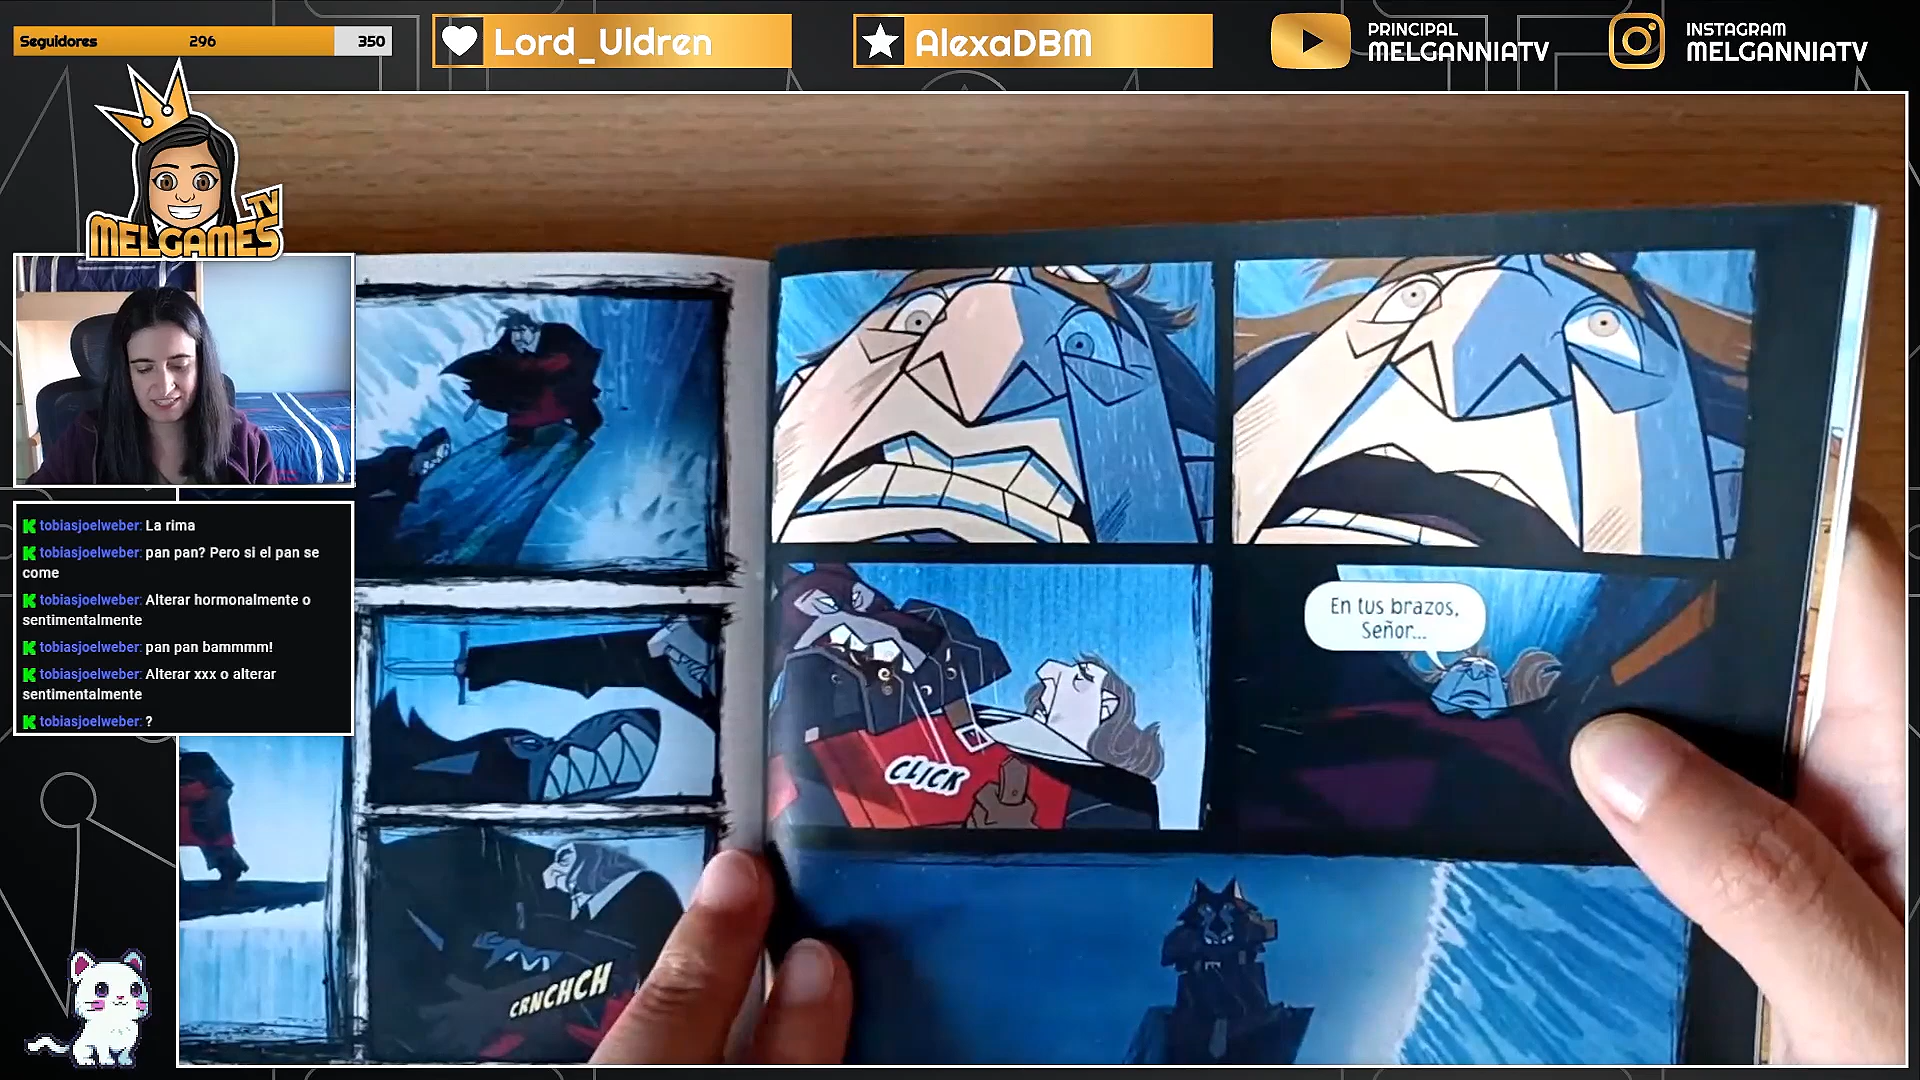 Seguidores
296
350
Lord_Uldren
AlexaDBM
PRINCIPAL
MELGANNIATV
INSTAGRAM
MELGANNIATV
MELGAMES
TV
tobiasjoelweber: La rima
tobiasjoelweber: pan pan? Pero si el pan se
come
tobiasjoelweber: Alterar hormonalmente o
sentimentalmente
tobiasjoelweber: pan pan bammmm!
tobiasjoelweber: Alterar xxx o alterar
sentimentalmente
tobiasjoelweber: ?
En tus brazos,
Señor...
CLICK
CRNCHCH